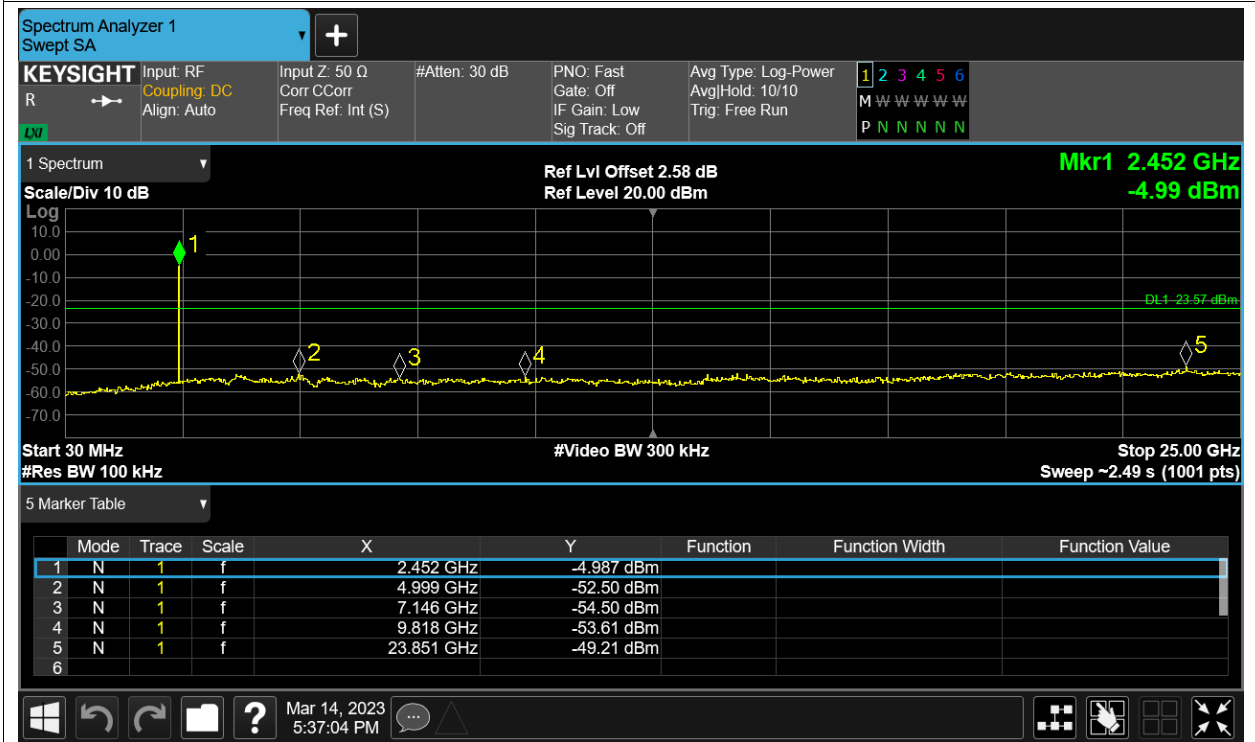 Spectrum Analyzer 1
Swept SA
+
KEYSIGHT
R
LXI
Input: RF
Coupling: DC
Align: Auto
Input Z: 50 Ω
Corr CCorr
Freq Ref: Int (S)
#Atten: 30 dB
PNO: Fast
Gate: Off
IF Gain: Low
Sig Track: Off
Avg Type: Log-Power
Avg|Hold: 10/10
Trig: Free Run
1 2 3 4 5 6
M W W W W W
P N N N N N
1 Spectrum
Scale/Div 10 dB
Ref Lvl Offset 2.58 dB
Ref Level 20.00 dBm
Mkr1 2.452 GHz
-4.99 dBm
Log
10.0
0.00
-10.0
-20.0
-30.0
-40.0
-50.0
-60.0
-70.0
1
2
3
4
5
DL1 -23.57 dBm
Start 30 MHz
#Video BW 300 kHz
Stop 25.00 GHz
#Res BW 100 kHz
Sweep ~2.49 s (1001 pts)
5 Marker Table
Mode Trace Scale X Y Function Function Width Function Value
1 N 1 f 2.452 GHz -4.987 dBm
2 N 1 f 4.999 GHz -52.50 dBm
3 N 1 f 7.146 GHz -54.50 dBm
4 N 1 f 9.818 GHz -53.61 dBm
5 N 1 f 23.851 GHz -49.21 dBm
6
?
Mar 14, 2023
5:37:04 PM